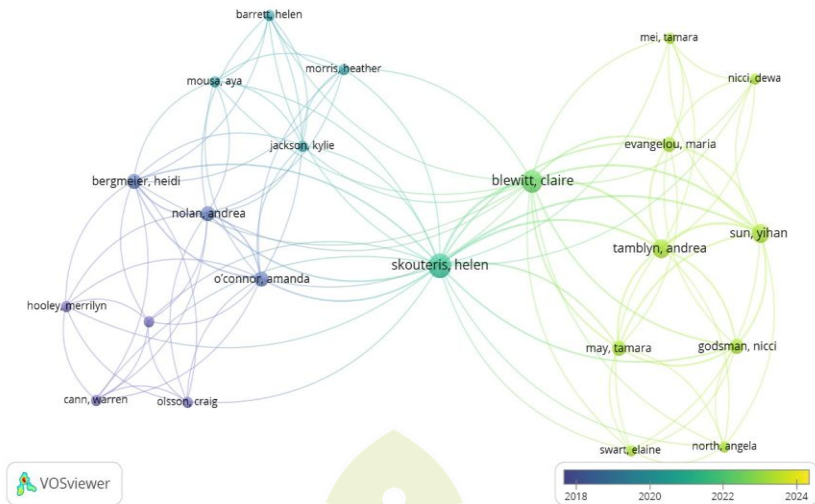 barrett, helen
mei, tamara
morris, heather
mousa, aya
nicci, dewa
jackson, kylie
evangelou, maria
bergmeier, heidi
blewitt, claire
nolan, andrea
sun, yihan
tamblyn, andrea
skouteris, helen
o'connor, amanda
hooley, merrilyn
may, tamara
godsman, nicci
cann, warren
olsson, craig
swart, elaine
north, angela
VOSviewer
2018 2020 2022 2024